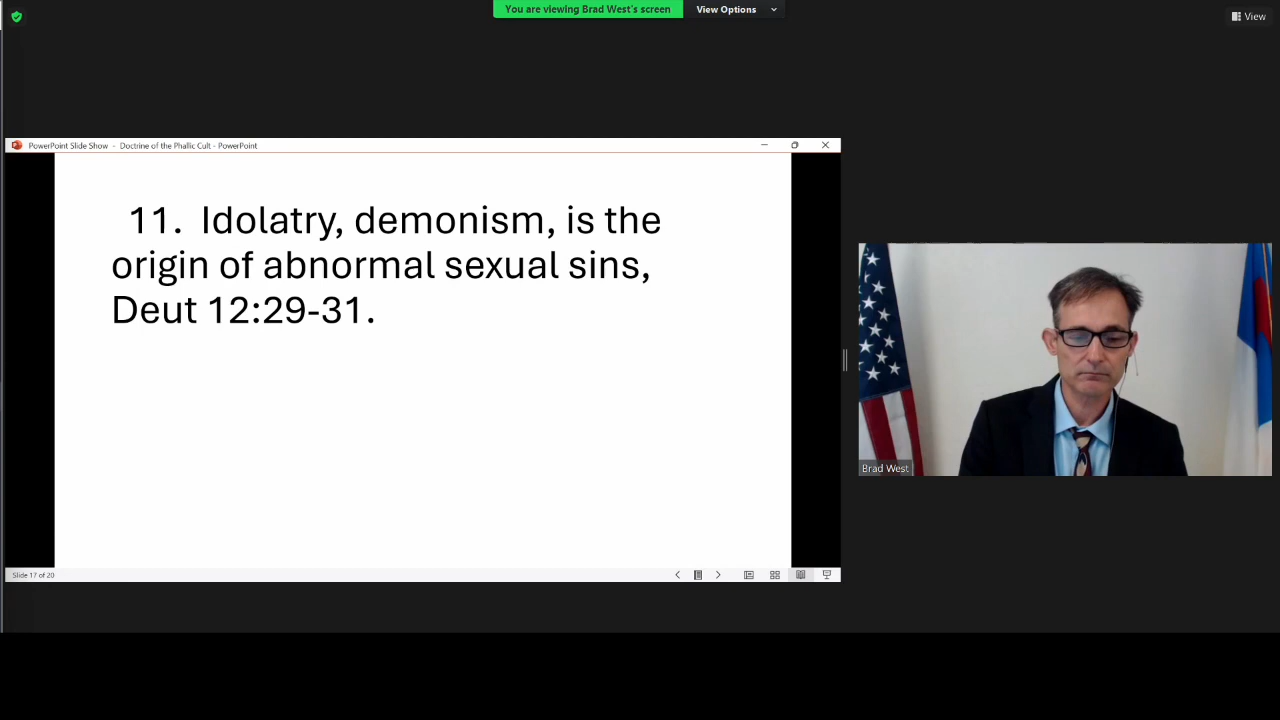 You are viewing Brad West's screen
View Options
View
PowerPoint Slide Show - Doctrine of the Phallic Cult - PowerPoint
11. Idolatry, demonism, is the
origin of abnormal sexual sins,
Deut 12:29-31.
Brad West
Slide 17 of 20